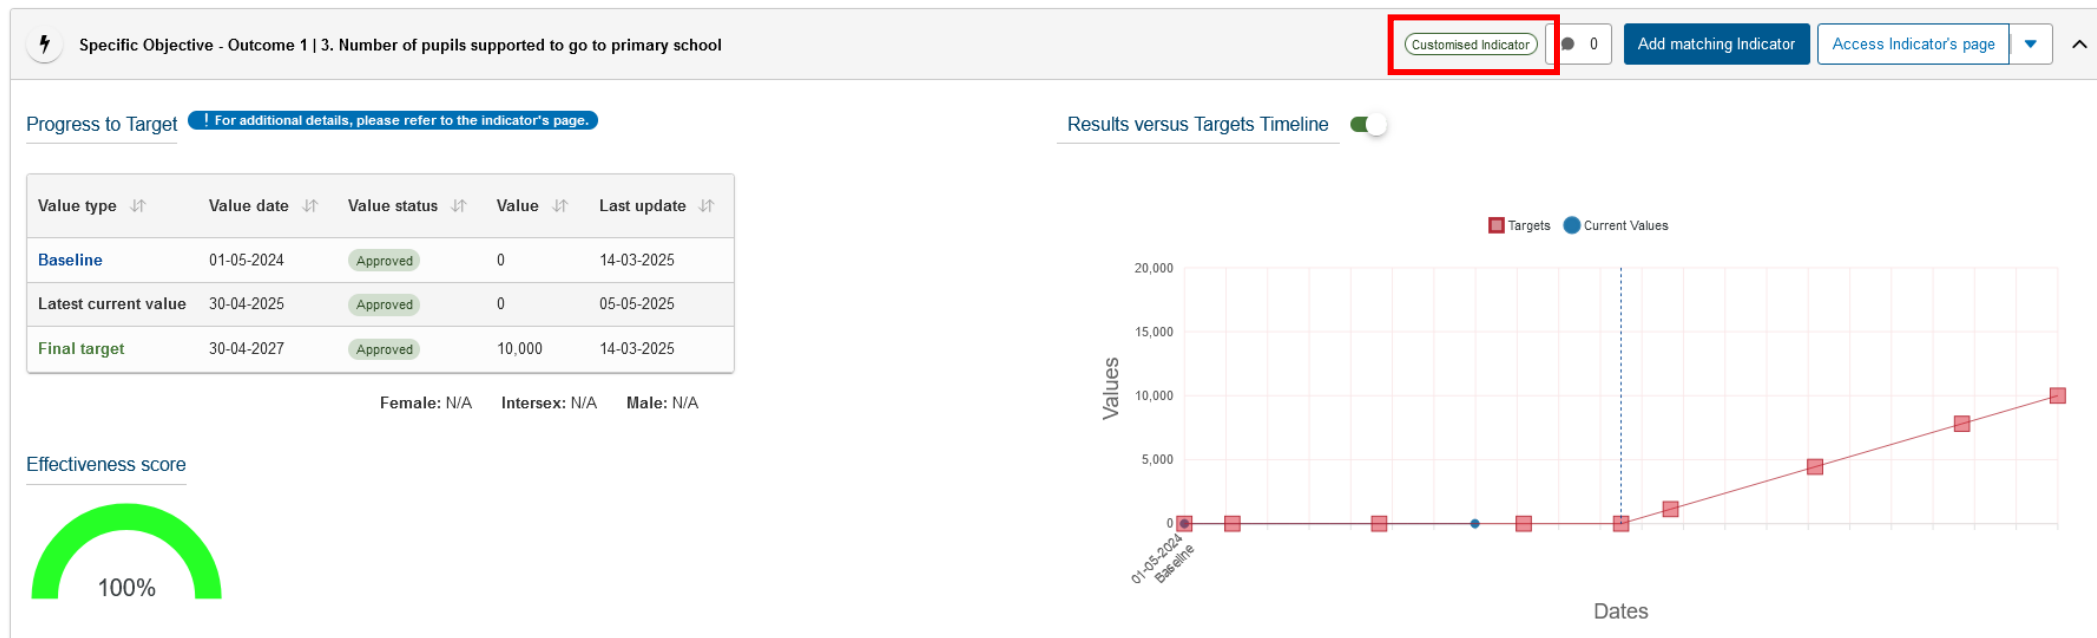 Specific Objective - Outcome 1 | 3. Number of pupils supported to go to primary school
Customised Indicator
0
Add matching Indicator
Access Indicator's page
Progress to Target
! For additional details, please refer to the indicator's page.
Value type Value date Value status Value Last update
Baseline 01-05-2024 Approved 0 14-03-2025
Latest current value 30-04-2025 Approved 0 05-05-2025
Final target 30-04-2027 Approved 10,000 14-03-2025
Female: N/A Intersex: N/A Male: N/A
Effectiveness score
100%
Results versus Targets Timeline
Targets Current Values
20,000
15,000
10,000
5,000
0
Values
01-05-2024
Baseline
Dates